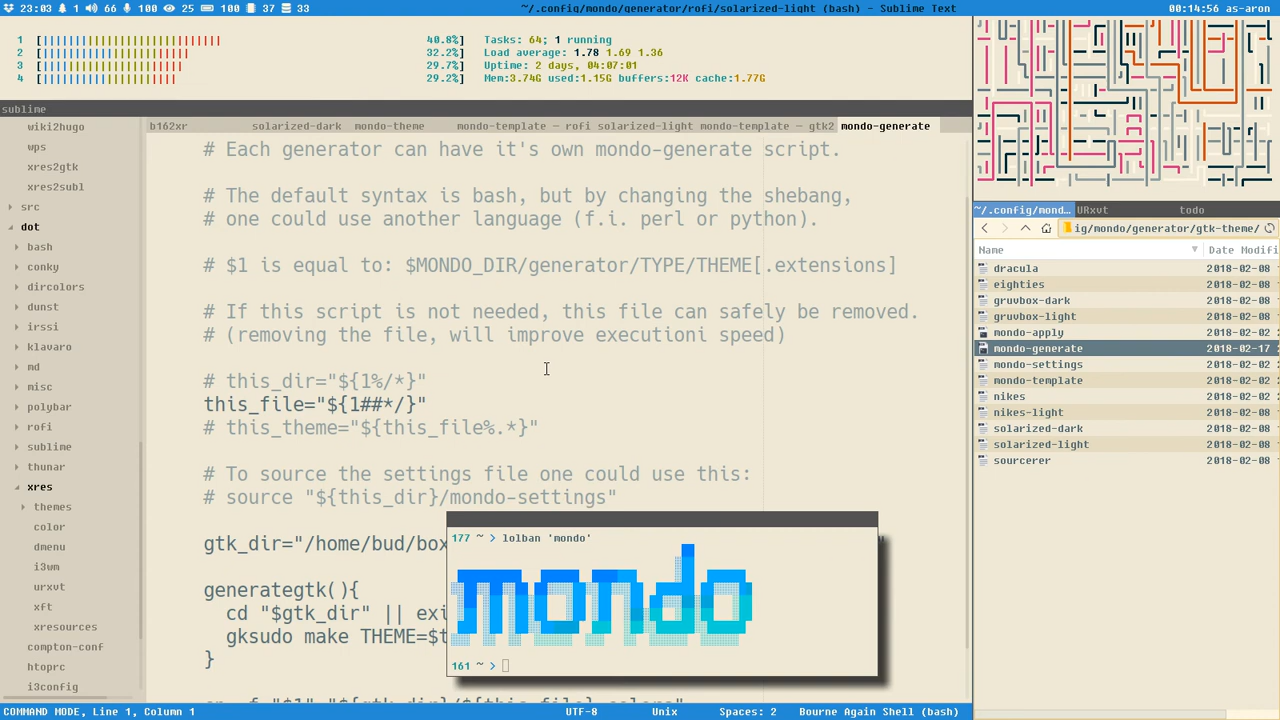 23:03 1 66 100 25 100 37 33 ~/.config/mondo/generator/rofi/solarized-light (bash) - Sublime Text 00:14:56 as-aron
1 [||||||||||||||||||||||||||||||||||||||| 40.8%] Tasks: 64; 1 running
2 [||||||||||||||||||||||||||||||| 32.2%] Load average: 1.78 1.69 1.36
3 [|||||||||||||||||||||||||||||| 29.7%] Uptime: 2 days, 04:07:01
4 [||||||||||||||||||||||||||||| 29.2%] Mem:3.74G used:1.15G buffers:12K cache:1.77G
sublime
wiki2hugo
wps
xres2gtk
xres2subl
src
dot
bash
conky
dircolors
dunst
irssi
klavaro
md
misc
polybar
rofi
sublime
thunar
xres
themes
color
dmenu
i3wm
urxvt
xft
xresources
compton-conf
htoprc
i3config
b162xr solarized-dark mondo-theme mondo-template — rofi solarized-light mondo-template — gtk2 mondo-generate
# Each generator can have it's own mondo-generate script.
# The default syntax is bash, but by changing the shebang,
# one could use another language (f.i. perl or python).
# $1 is equal to: $MONDO_DIR/generator/TYPE/THEME[.extensions]
# If this script is not needed, this file can safely be removed.
# (removing the file, will improve executioni speed)
# this_dir="${1%/*}"
this_file="${1##*/}"
# this_theme="${this_file%.*}"
# To source the settings file one could use this:
# source "${this_dir}/mondo-settings"
gtk_dir="/home/bud/box
generategtk(){
cd "$gtk_dir" || exi
gksudo make THEME=$t
}
177 ~ > lolban 'mondo'
mondo
161 ~ >
~/.config/mond... URxvt todo
ig/mondo/generator/gtk-theme/
Name Date Modifi
dracula 2018-02-08
eighties 2018-02-08
gruvbox-dark 2018-02-08
gruvbox-light 2018-02-08
mondo-apply 2018-02-02
mondo-generate 2018-02-17
mondo-settings 2018-02-02
mondo-template 2018-02-02
nikes 2018-02-02
nikes-light 2018-02-08
solarized-dark 2018-02-08
solarized-light 2018-02-08
sourcerer 2018-02-08
COMMAND MODE, Line 1, Column 1 UTF-8 Unix Spaces: 2 Bourne Again Shell (bash)